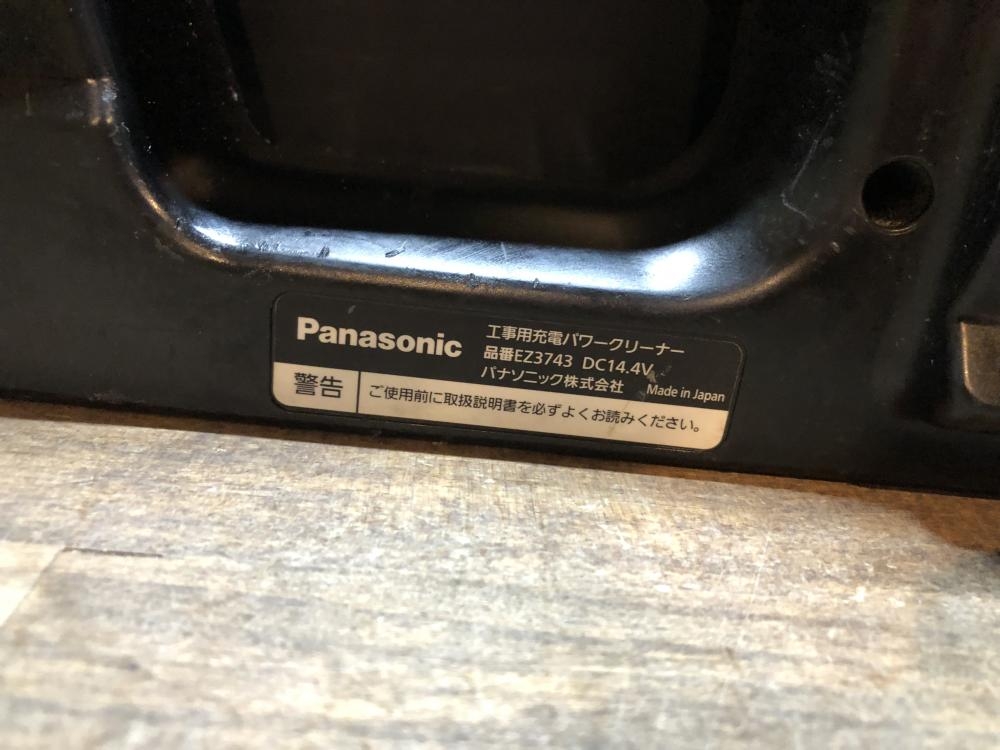 Panasonic
工事用充電パワークリーナー
品番EZ3743 DC14.4V
パナソニック株式会社 Made in Japan
警告 ご使用前に取扱説明書を必ずよくお読みください。